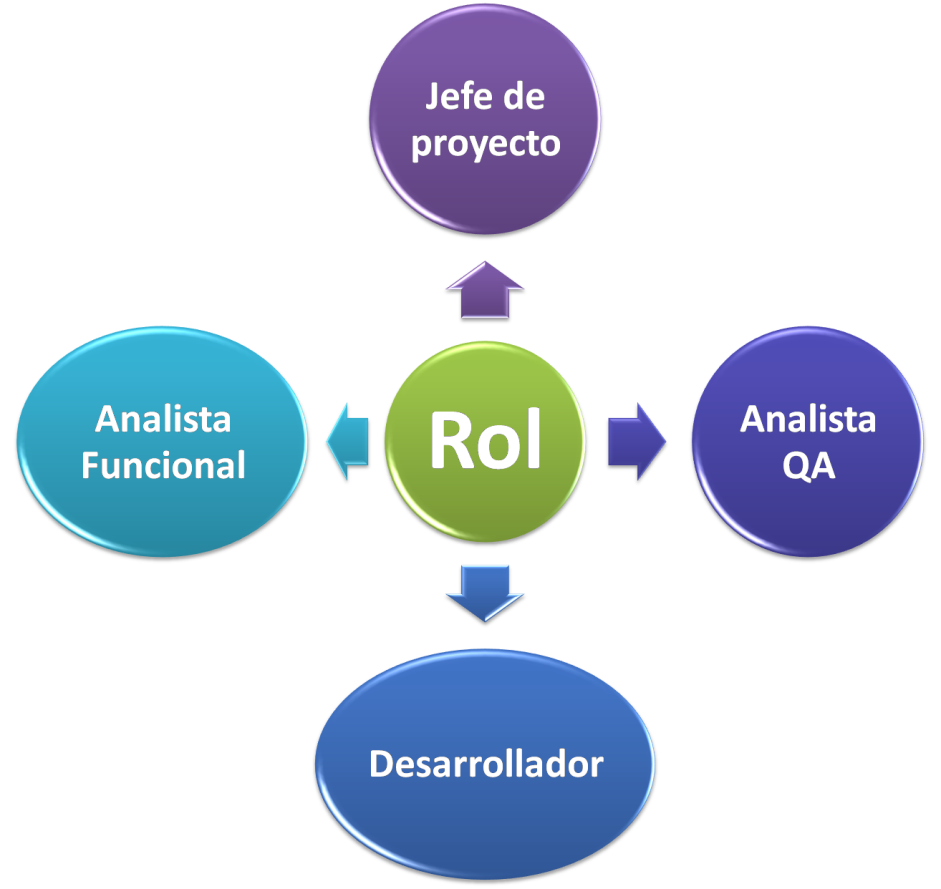 Jefe de
proyecto
Analista
Funcional
Rol
Analista
QA
Desarrollador